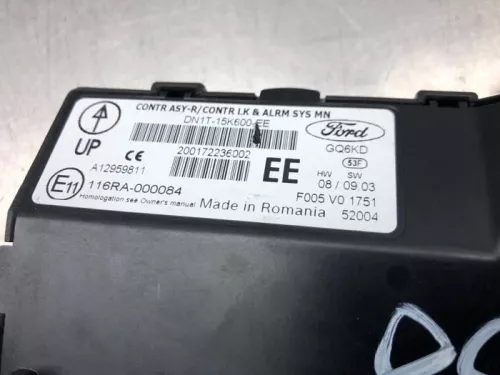 CONTR ASY-R/CONTR LK & ALRM SYS MN
DN1T-15K600-EE
Ford
UP
CE
200172236002
EE
GQ6KD
53F
HW SW
08 / 09.03
A12959811
E11
116RA-000084
F005 V0 1751
Homologation see Owner's manual
Made in Romania
52004